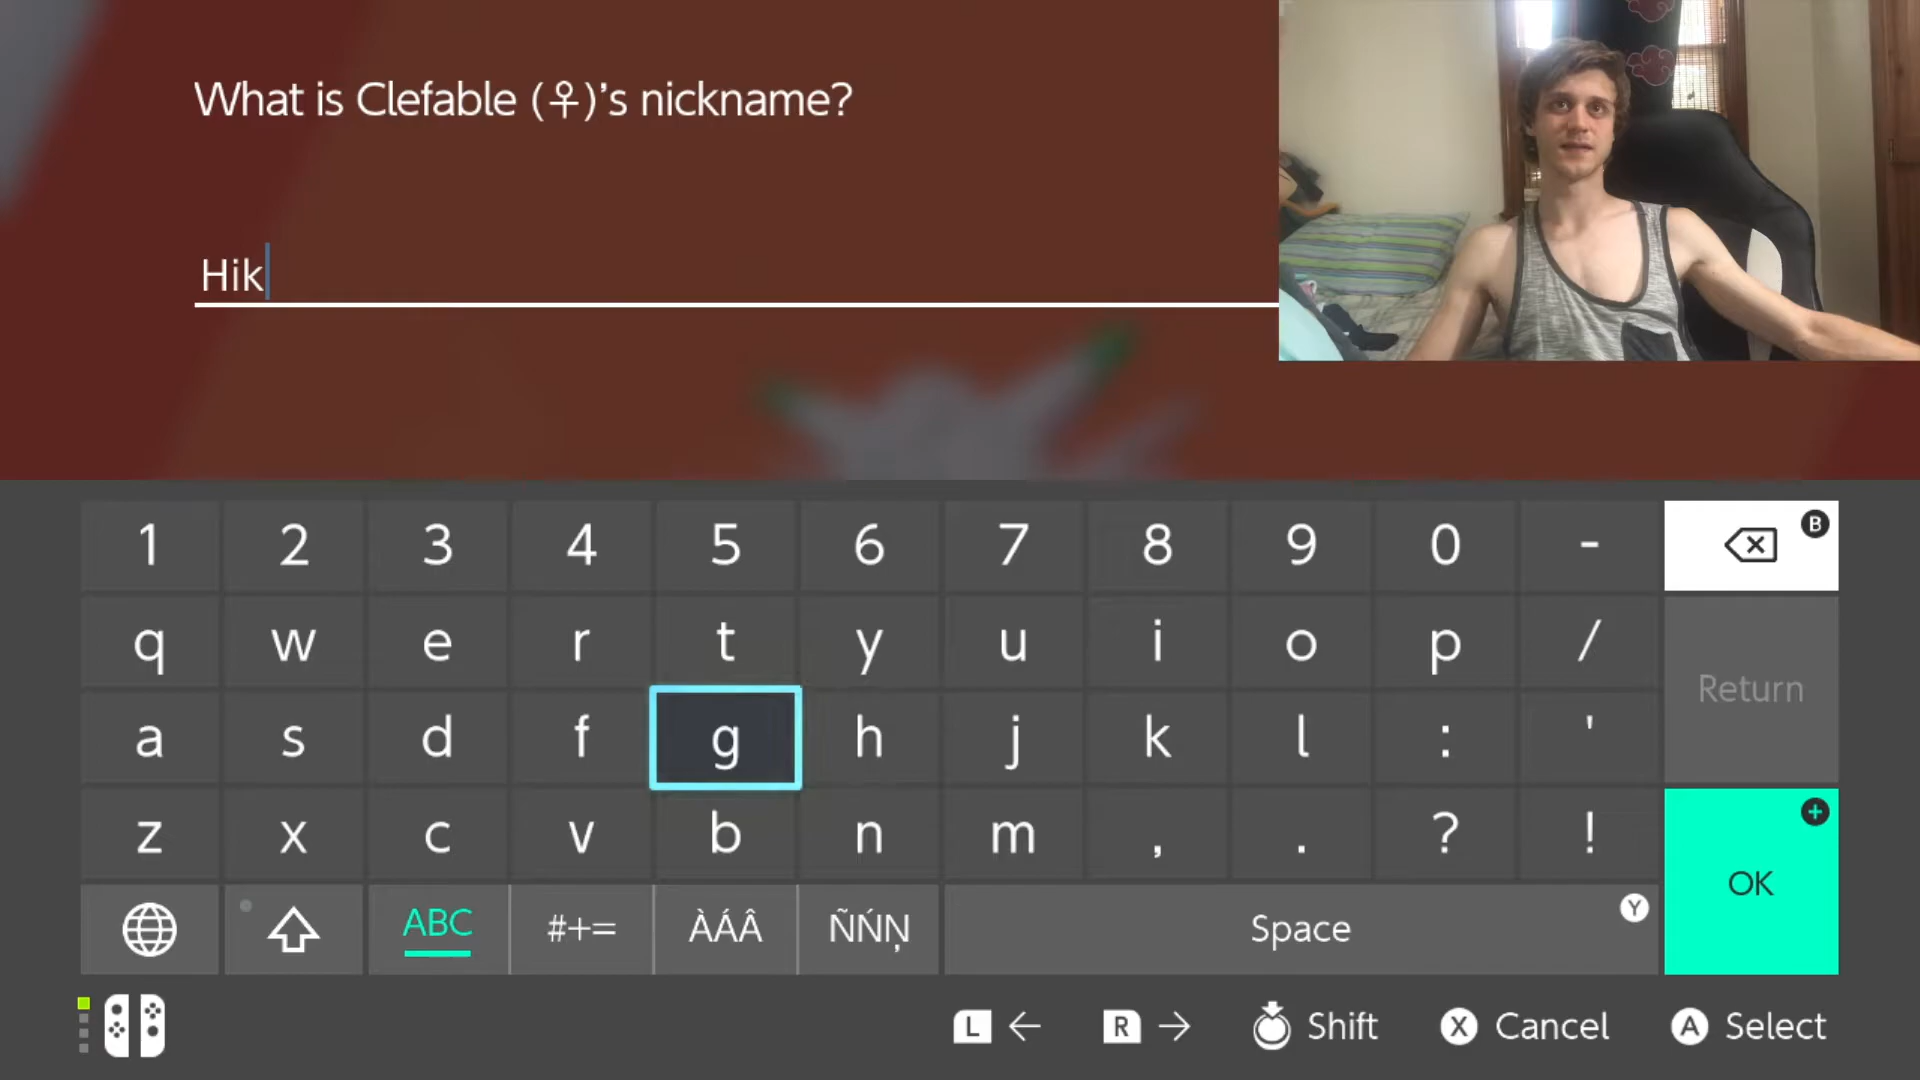 What is Clefable (♀)'s nickname?
Hik
1 2 3 4 5 6 7 8 9 0 - B
q w e r t y u i o p /
a s d f g h j k l : ' Return
z x c v b n m , . ? ! +
ABC #+= ÀÁÂ ÑŃŅ Space Y OK
L ← R → Shift X Cancel A Select